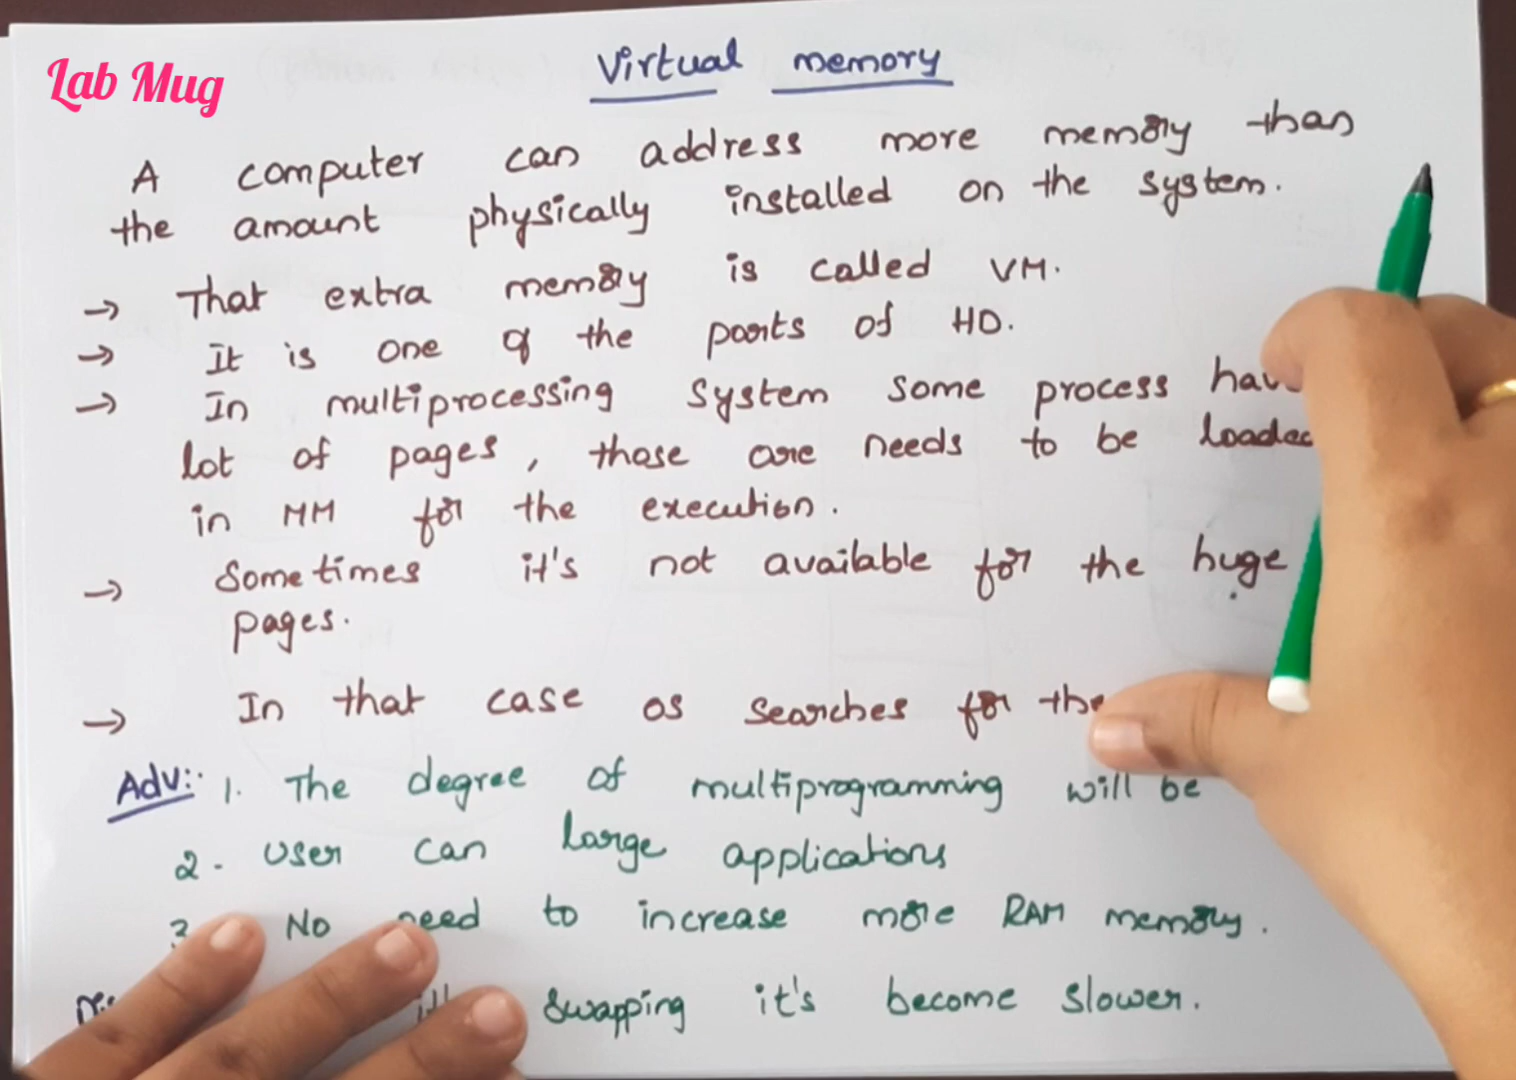 Lab Mug
Virtual memory
A computer can address more memory than
the amount physically installed on the system.
→ That extra memory is called VM.
→ It is one of the parts of HD.
→ In multiprocessing system some process
lot of pages, those are needs to be
in MM for the execution.
→ Sometimes it's not available for the huge
pages.
→ In that case os searches for
Adv:- 1. The degree of multiprogramming will be
2. User can large applications
3 No need to increase more RAM memory.
swapping it's become slower.